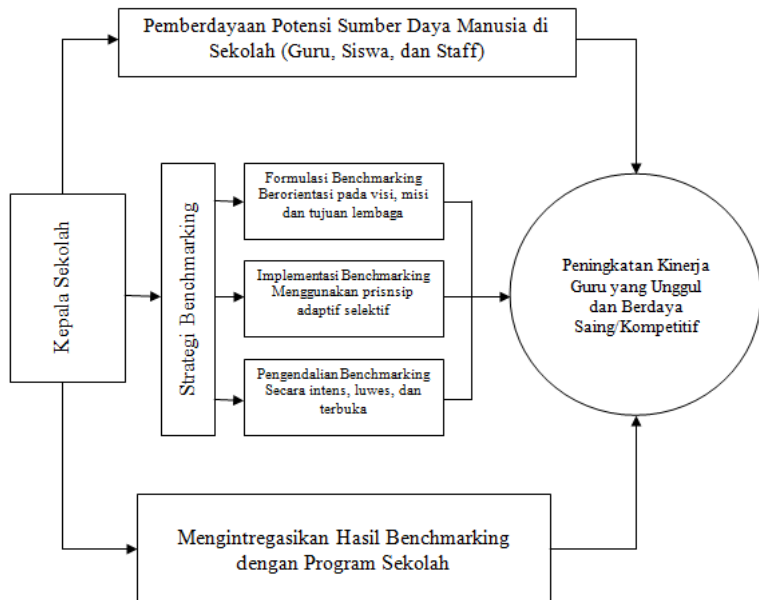 Pemberdayaan Potensi Sumber Daya Manusia di
Sekolah (Guru, Siswa, dan Staff)
Kepala Sekolah
Strategi Benchmarking
Formulasi Benchmarking
Berorientasi pada visi, misi
dan tujuan lembaga
Implementasi Benchmarking
Menggunakan prisnsip
adaptif selektif
Pengendalian Benchmarking
Secara intens, luwes, dan
terbuka
Peningkatan Kinerja
Guru yang Unggul
dan Berdaya
Saing/Kompetitif
Mengintregasikan Hasil Benchmarking
dengan Program Sekolah